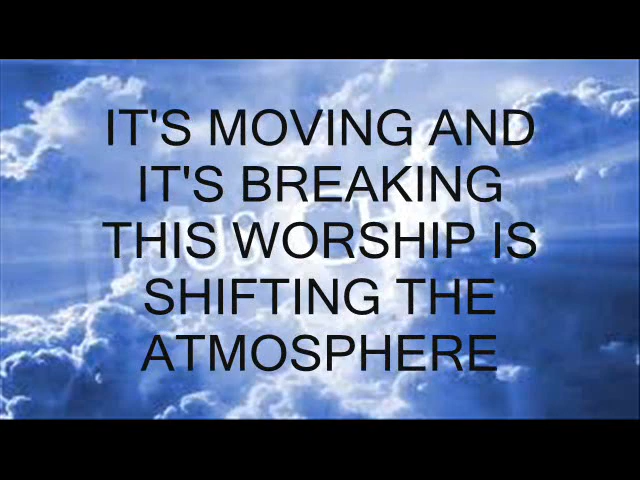 IT'S MOVING AND
IT'S BREAKING
THIS WORSHIP IS
SHIFTING THE
ATMOSPHERE